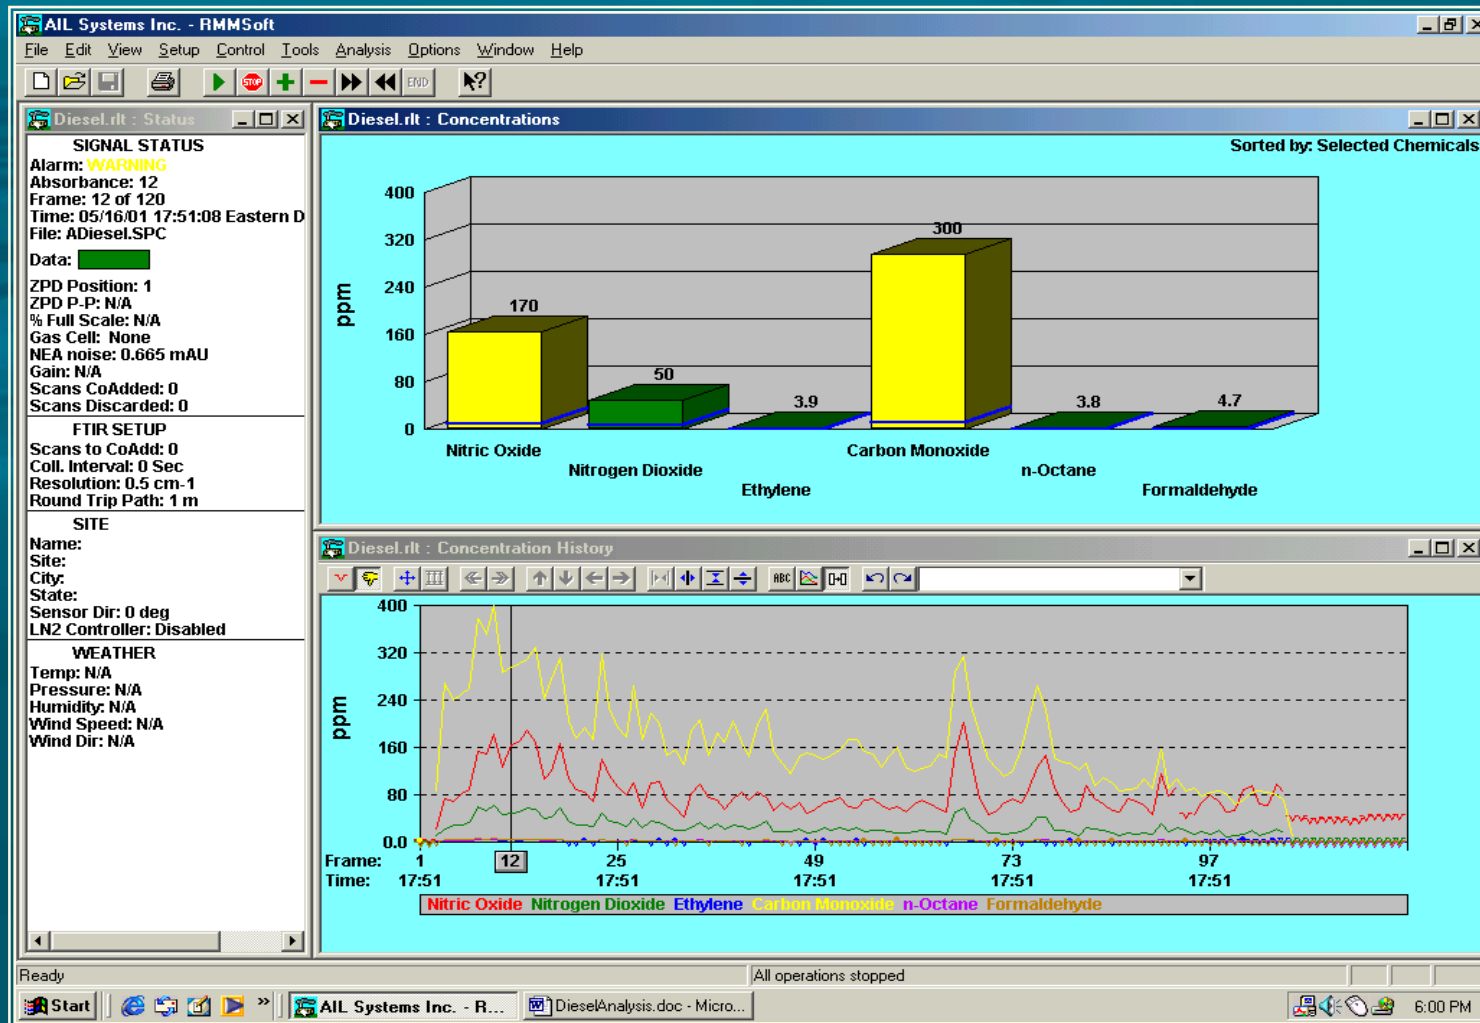 AIL Systems Inc. - RMMSoft
File Edit View Setup Control Tools Analysis Options Window Help
STOP END ?
Diesel.rlt : Status
SIGNAL STATUS
Alarm: WARNING
Absorbance: 12
Frame: 12 of 120
Time: 05/16/01 17:51:08 Eastern D
File: ADiesel.SPC
Data:
ZPD Position: 1
ZPD P-P: N/A
% Full Scale: N/A
Gas Cell: None
NEA noise: 0.665 mAU
Gain: N/A
Scans CoAdded: 0
Scans Discarded: 0
FTIR SETUP
Scans to CoAdd: 0
Coll. Interval: 0 Sec
Resolution: 0.5 cm-1
Round Trip Path: 1 m
SITE
Name:
Site:
City:
State:
Sensor Dir: 0 deg
LN2 Controller: Disabled
WEATHER
Temp: N/A
Pressure: N/A
Humidity: N/A
Wind Speed: N/A
Wind Dir: N/A
Diesel.rlt : Concentrations
Sorted by: Selected Chemicals
ppm
400
320
240
160
80
0
170
50
3.9
300
3.8
4.7
Nitric Oxide
Nitrogen Dioxide
Ethylene
Carbon Monoxide
n-Octane
Formaldehyde
Diesel.rlt : Concentration History
ABC
ppm
400
320
240
160
80
0.0
Frame: 1 12 25 49 73 97
Time: 17:51 17:51 17:51 17:51 17:51
Nitric Oxide Nitrogen Dioxide Ethylene Carbon Monoxide n-Octane Formaldehyde
Ready
All operations stopped
Start » AIL Systems Inc. - R... DieselAnalysis.doc - Micro... 6:00 PM